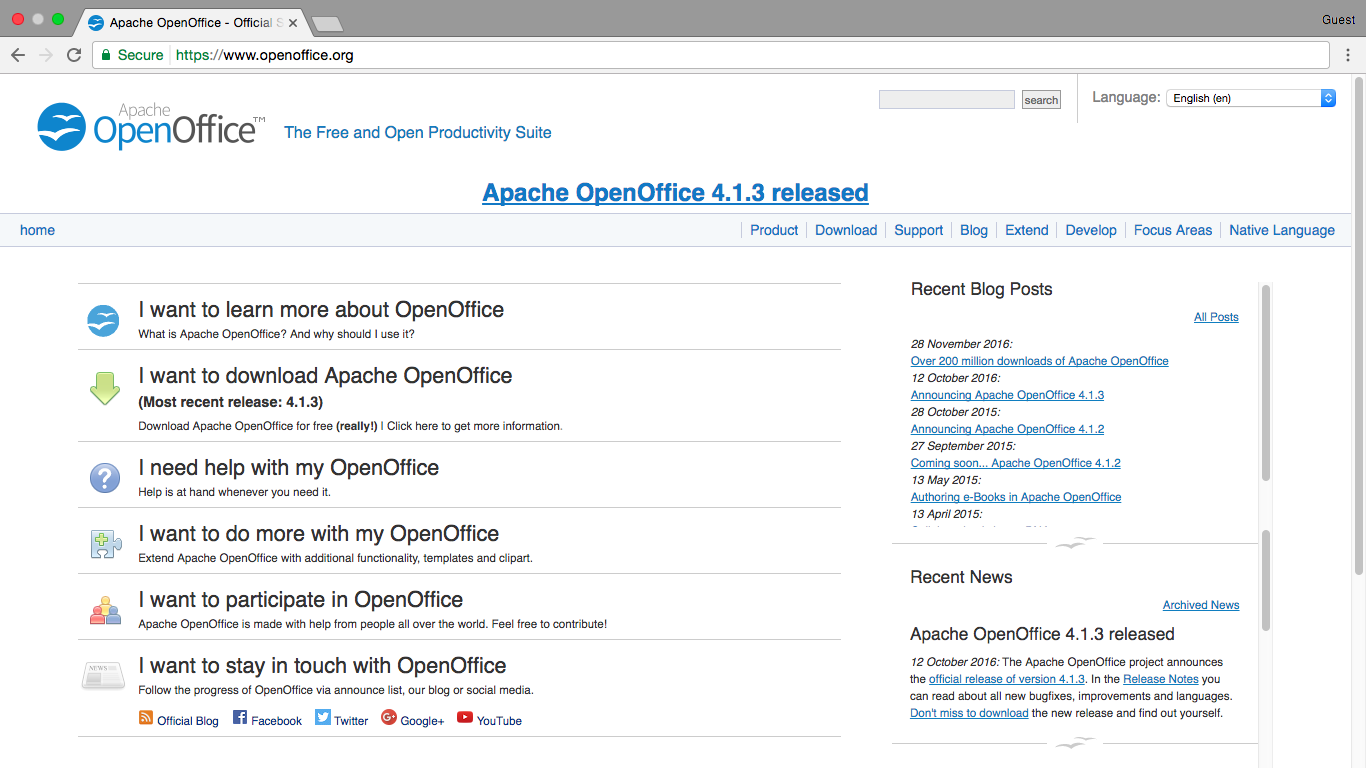 Apache OpenOffice - Official S
Guest
Secure https://www.openoffice.org
Apache
OpenOffice™
The Free and Open Productivity Suite
search
Language: English (en)
Apache OpenOffice 4.1.3 released
home
Product
Download
Support
Blog
Extend
Develop
Focus Areas
Native Language
I want to learn more about OpenOffice
What is Apache OpenOffice? And why should I use it?
I want to download Apache OpenOffice
(Most recent release: 4.1.3)
Download Apache OpenOffice for free (really!) | Click here to get more information.
I need help with my OpenOffice
Help is at hand whenever you need it.
I want to do more with my OpenOffice
Extend Apache OpenOffice with additional functionality, templates and clipart.
I want to participate in OpenOffice
Apache OpenOffice is made with help from people all over the world. Feel free to contribute!
NEWS
I want to stay in touch with OpenOffice
Follow the progress of OpenOffice via announce list, our blog or social media.
Official Blog Facebook Twitter Google+ YouTube
Recent Blog Posts
All Posts
28 November 2016:
Over 200 million downloads of Apache OpenOffice
12 October 2016:
Announcing Apache OpenOffice 4.1.3
28 October 2015:
Announcing Apache OpenOffice 4.1.2
27 September 2015:
Coming soon... Apache OpenOffice 4.1.2
13 May 2015:
Authoring e-Books in Apache OpenOffice
13 April 2015:
Recent News
Archived News
Apache OpenOffice 4.1.3 released
12 October 2016: The Apache OpenOffice project announces
the official release of version 4.1.3. In the Release Notes you
can read about all new bugfixes, improvements and languages.
Don't miss to download the new release and find out yourself.